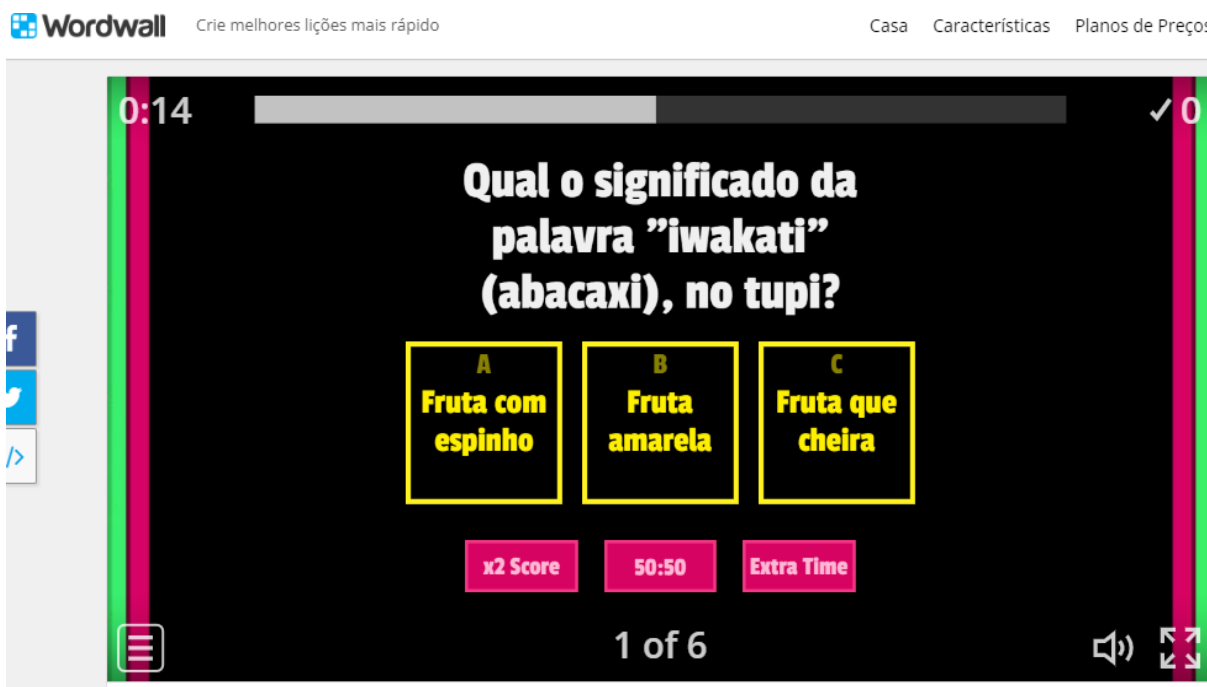 Wordwall Crie melhores lições mais rápido Casa Características Planos de Preços
0:14 ✓ 0
Qual o significado da
palavra ”iwakati”
(abacaxi), no tupi?
A B C
Fruta com
espinho
Fruta
amarela
Fruta que
cheira
x2 Score 50:50 Extra Time
1 of 6